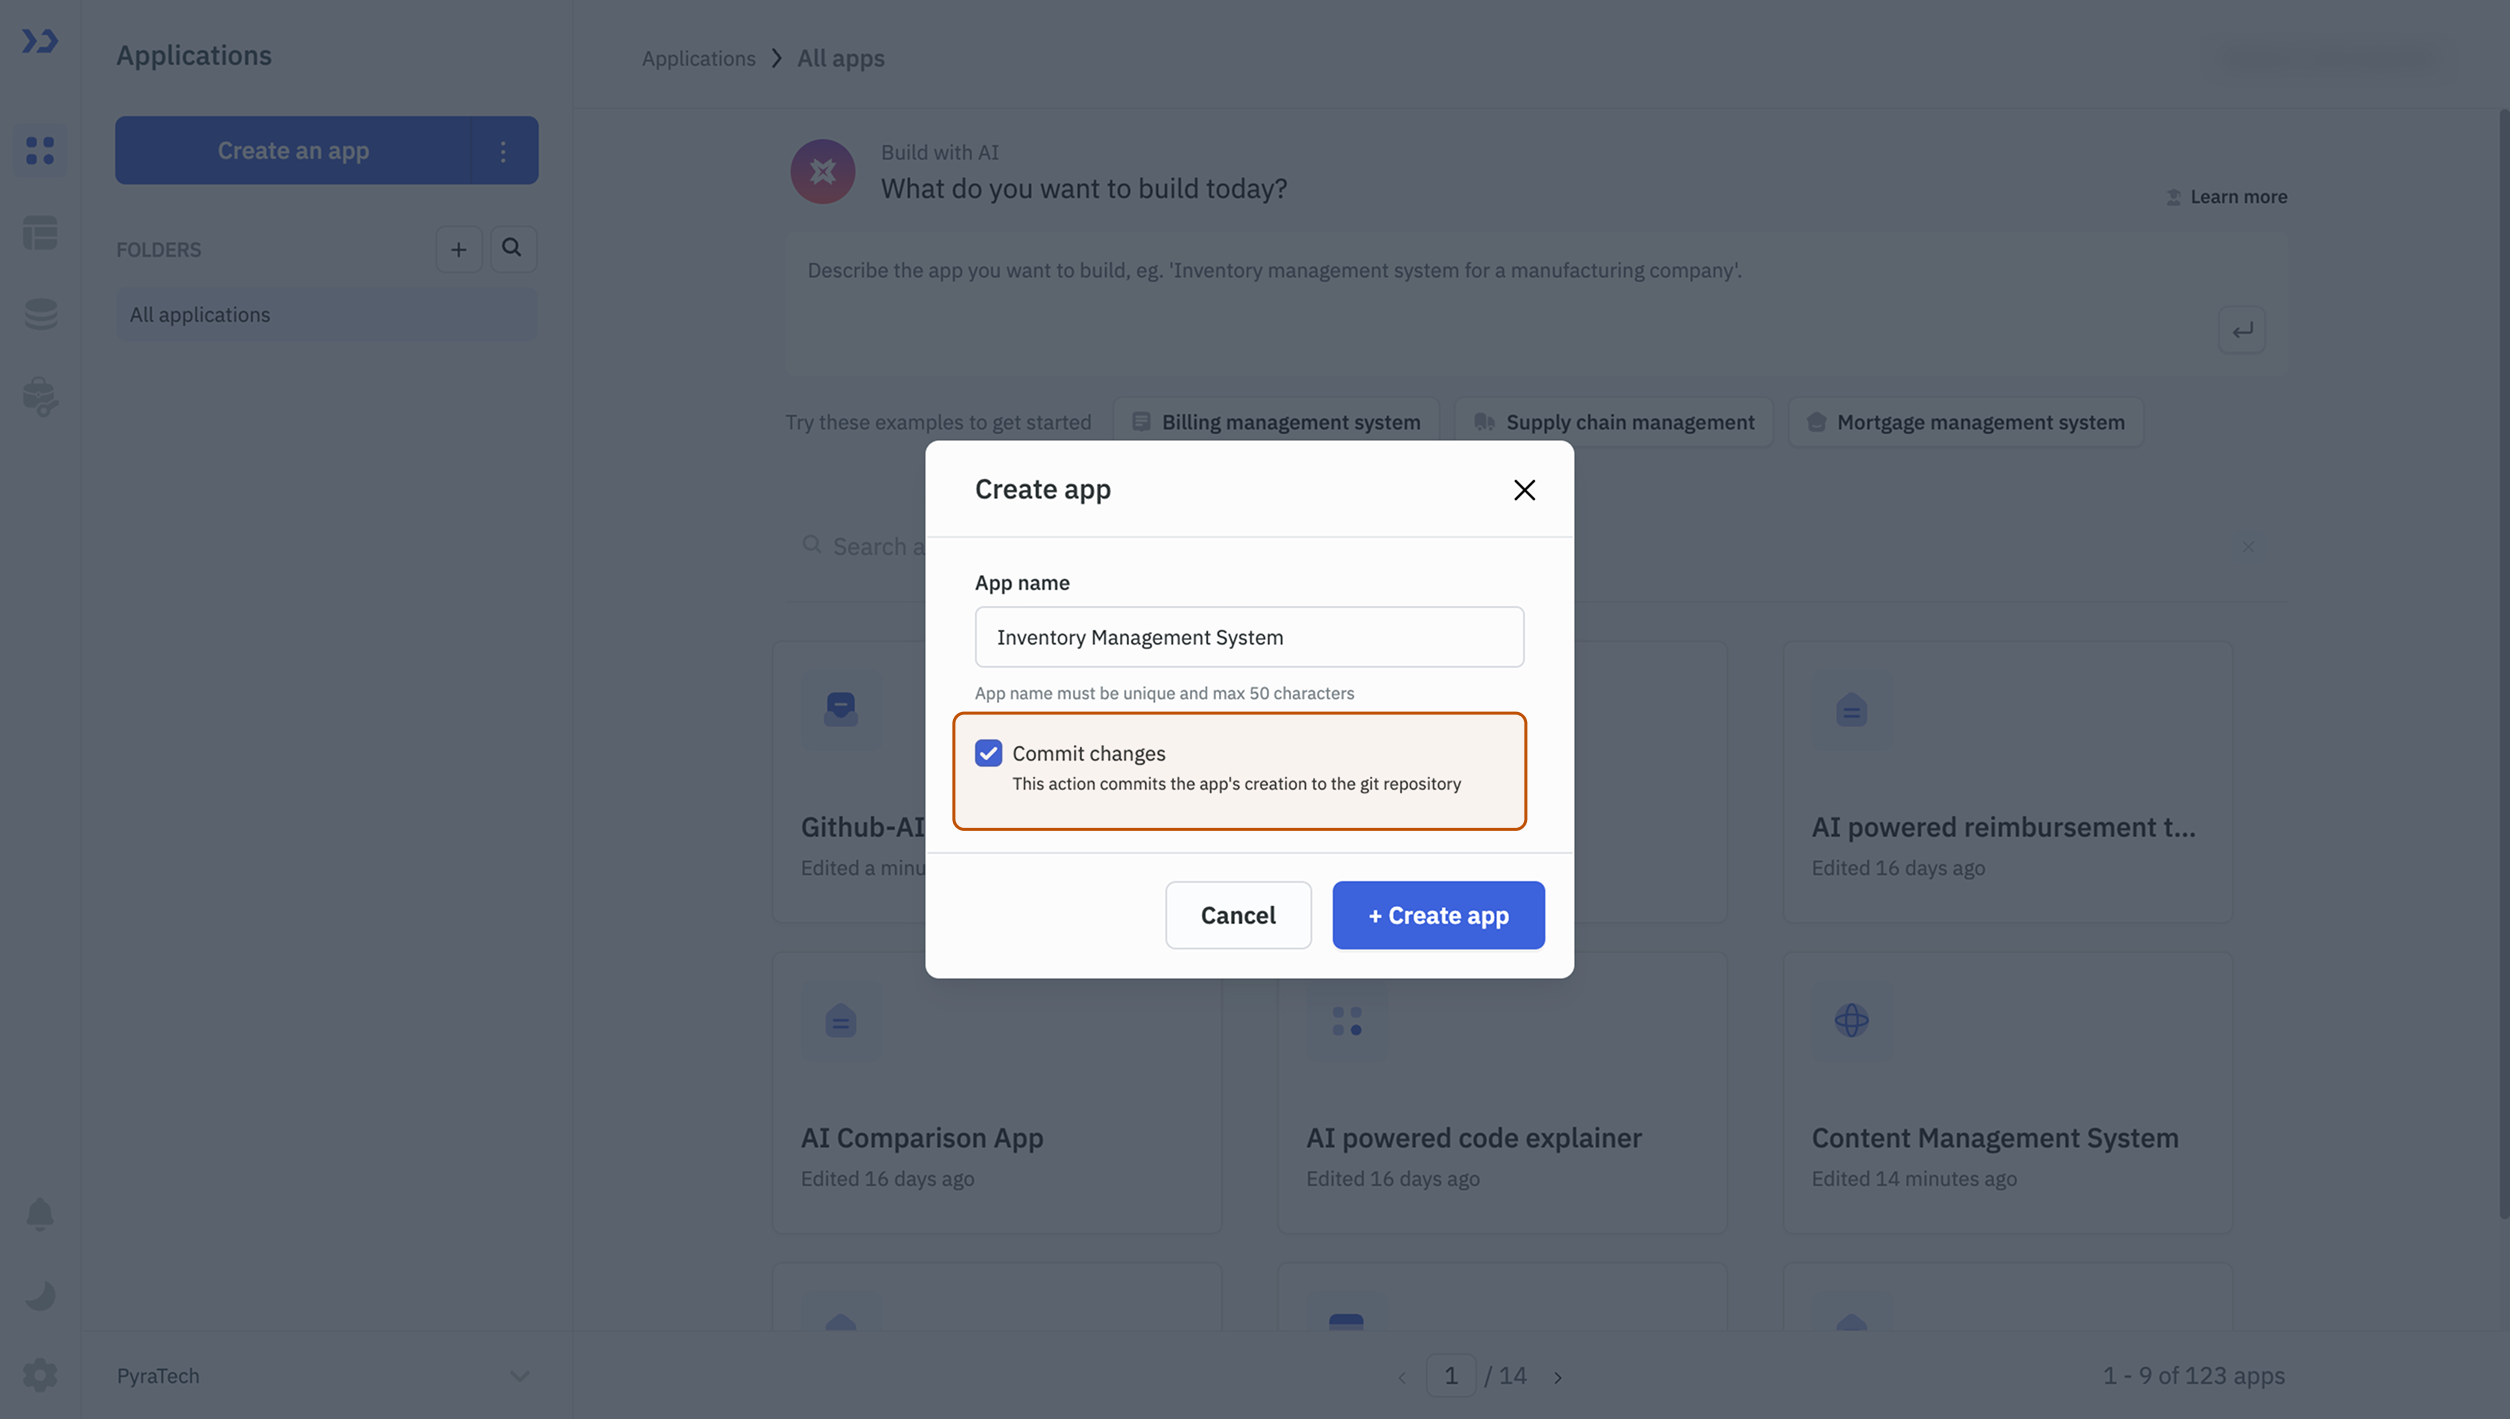 Applications
Create an app
FOLDERS
All applications
PyraTech
Applications
All apps
Build with AI
What do you want to build today?
Learn more
Describe the app you want to build, eg. 'Inventory management system for a manufacturing company'.
Try these examples to get started
Billing management system
Supply chain management
Mortgage management system
Search a
Create app
App name
Inventory Management System
App name must be unique and max 50 characters
Commit changes
This action commits the app's creation to the git repository
Cancel
+ Create app
Github-AI
Edited a minu
AI powered reimbursement t...
Edited 16 days ago
AI Comparison App
Edited 16 days ago
AI powered code explainer
Edited 16 days ago
Content Management System
Edited 14 minutes ago
1 / 14
1 - 9 of 123 apps